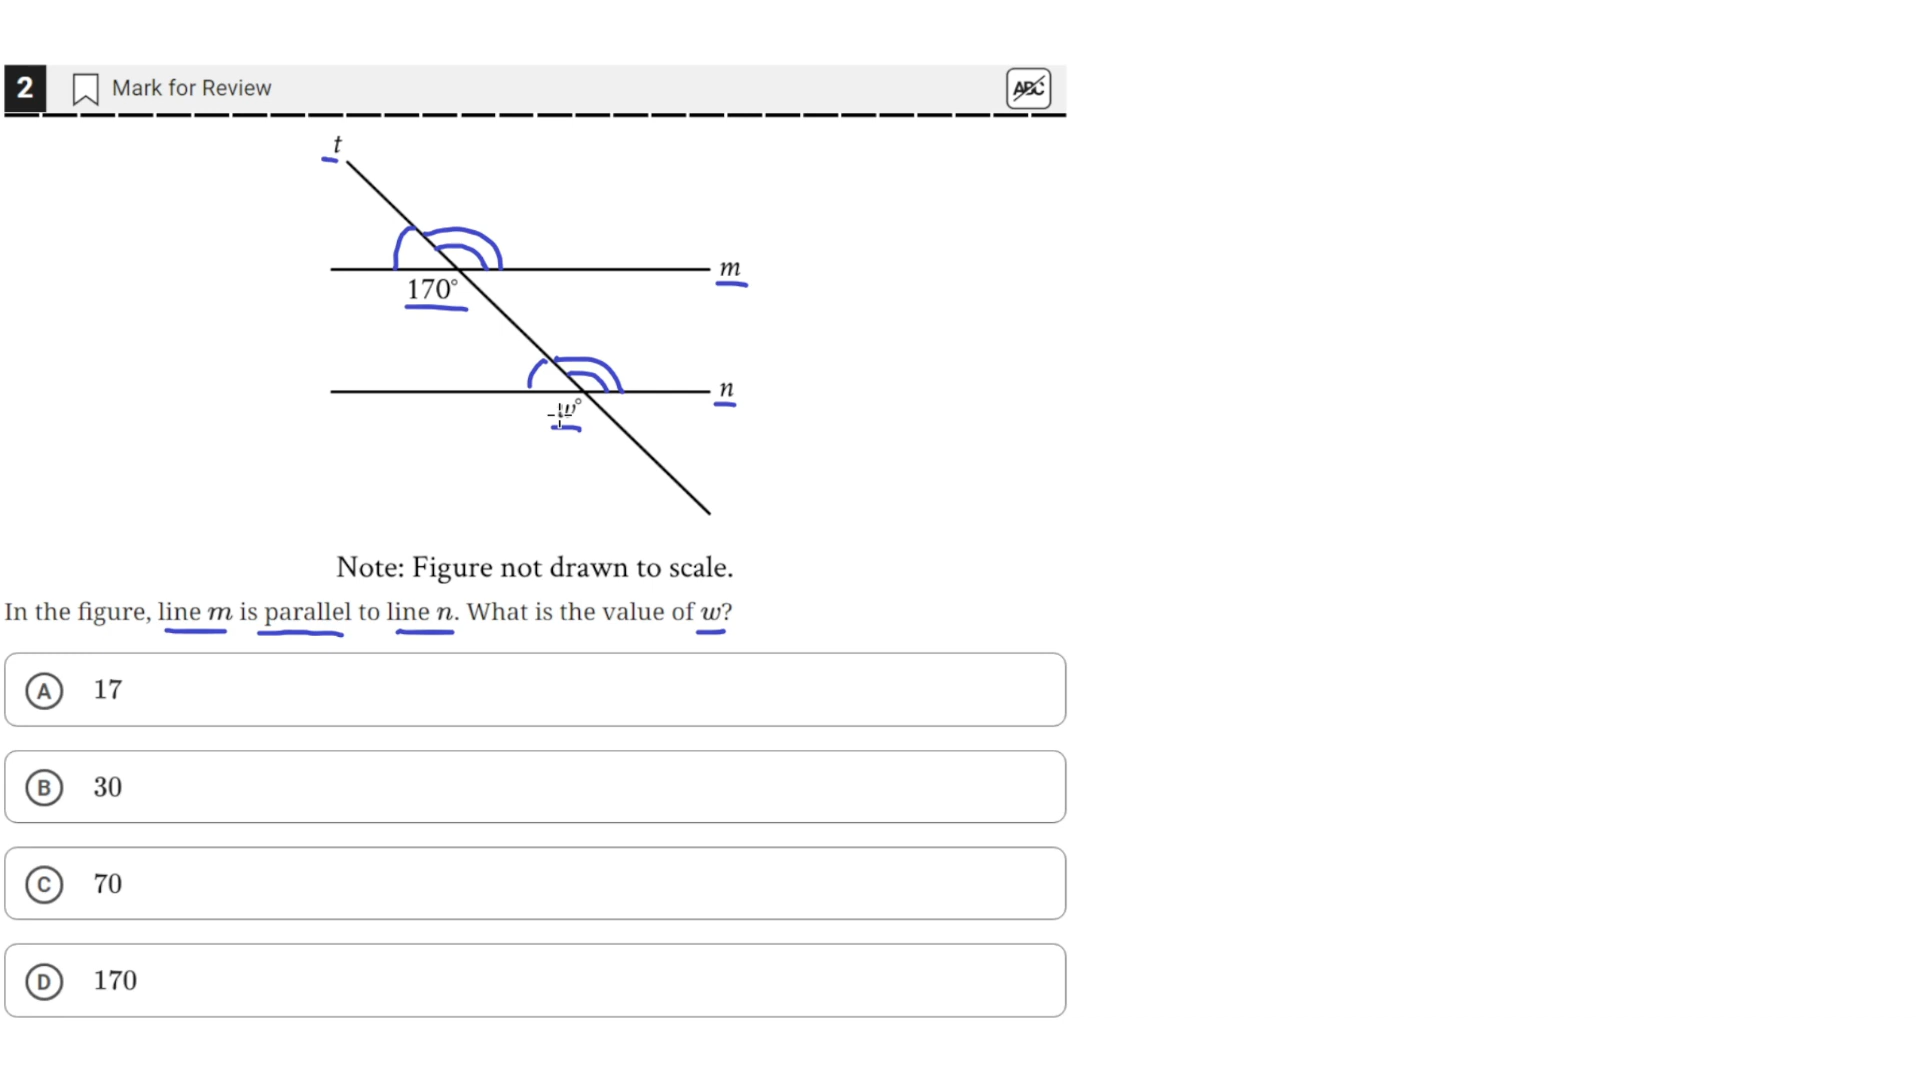 2 Mark for Review ABC
t
m
170°
n
w°
Note: Figure not drawn to scale.
In the figure, line m is parallel to line n. What is the value of w?
A 17
B 30
C 70
D 170